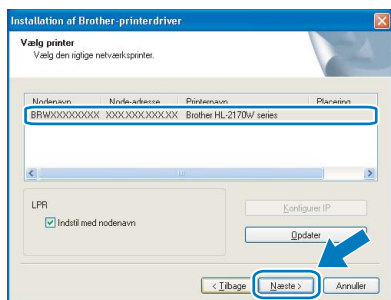 Installation af Brother-printerdriver
Vælg printer
Vælg den rigtige netværksprinter.
Nodenavn Node-adresse Printernavn Placering
BRWXXXXXXXX XXX.XXX.XXX.XX Brother HL-2170W series
LPR
Indstil med nodenavn
Konfigurer IP
Opdater
< Tilbage Næste > Annuller